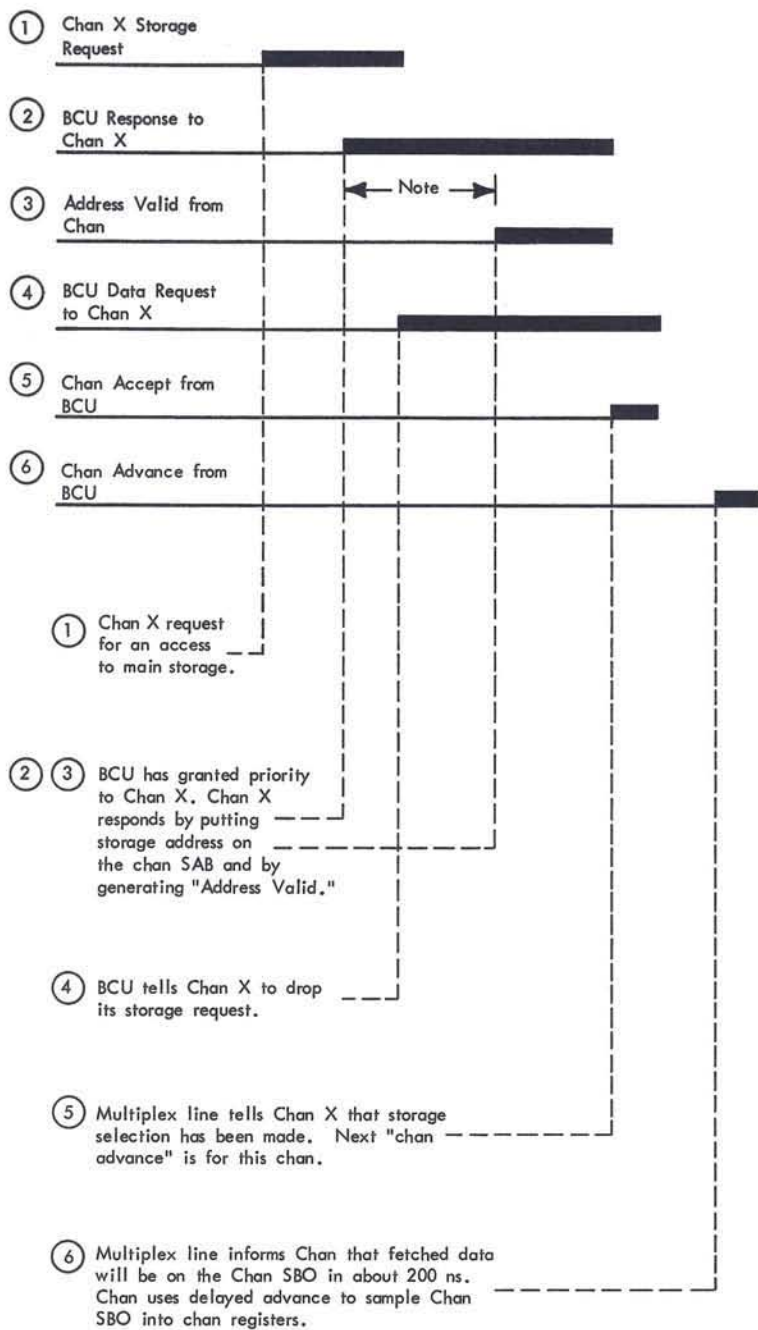 1 Chan X Storage
Request
2 BCU Response to
Chan X
Note
3 Address Valid from
Chan
4 BCU Data Request
to Chan X
5 Chan Accept from
BCU
6 Chan Advance from
BCU
1 Chan X request
for an access
to main storage.
2 3 BCU has granted priority
to Chan X. Chan X
responds by putting
storage address on
the chan SAB and by
generating "Address Valid."
4 BCU tells Chan X to drop
its storage request.
5 Multiplex line tells Chan X that storage
selection has been made. Next "chan
advance" is for this chan.
6 Multiplex line informs Chan that fetched data
will be on the Chan SBO in about 200 ns.
Chan uses delayed advance to sample Chan
SBO into chan registers.